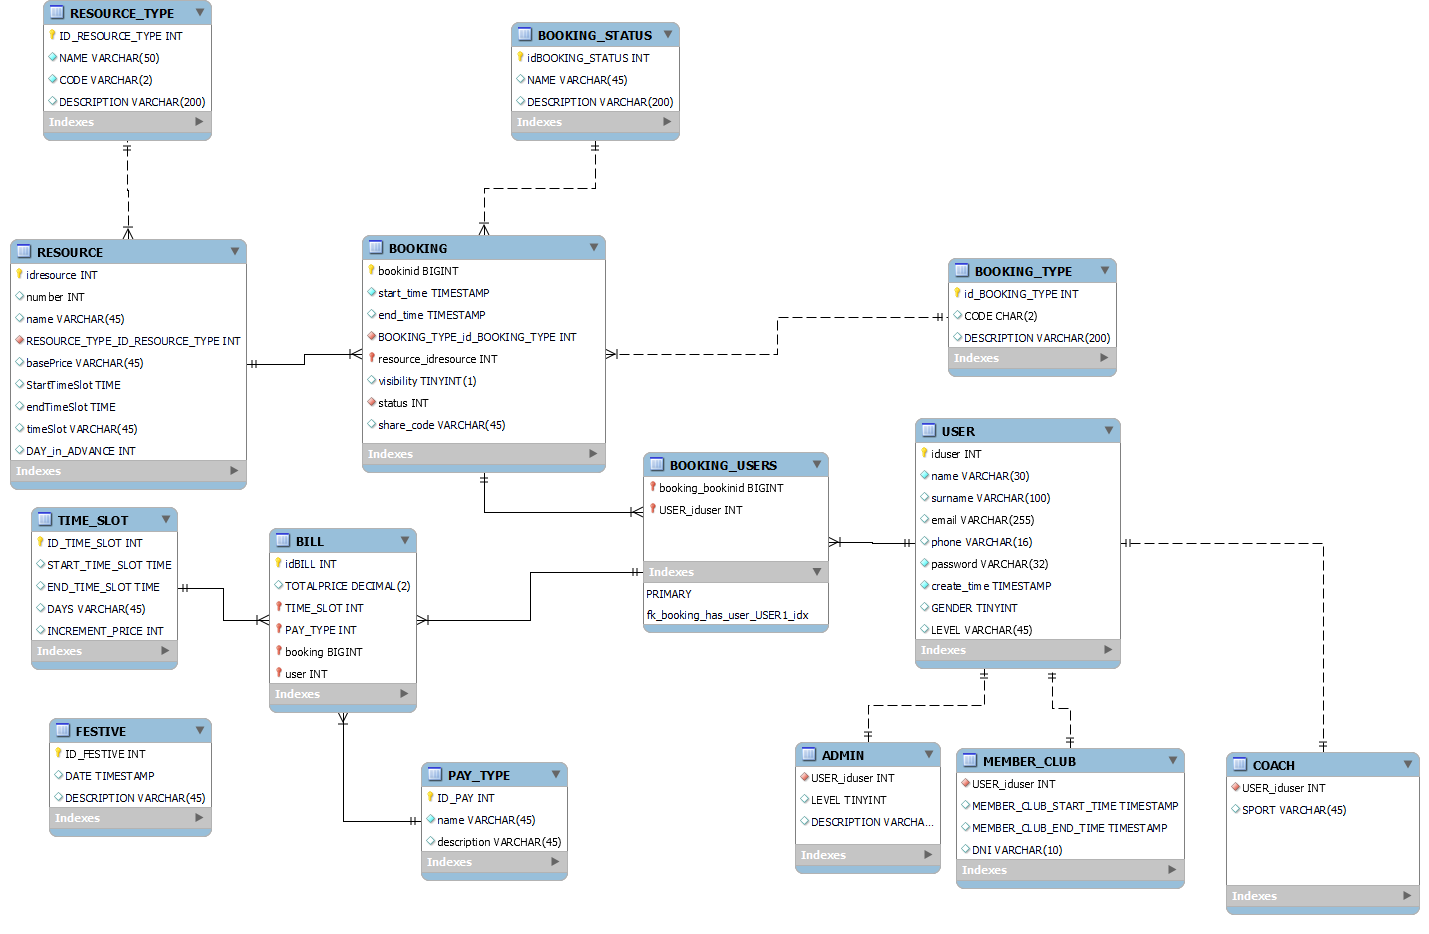 RESOURCE_TYPE
ID_RESOURCE_TYPE INT
NAME VARCHAR(50)
CODE VARCHAR(2)
DESCRIPTION VARCHAR(200)
Indexes
BOOKING_STATUS
idBOOKING_STATUS INT
NAME VARCHAR(45)
DESCRIPTION VARCHAR(200)
Indexes
RESOURCE
idresource INT
number INT
name VARCHAR(45)
RESOURCE_TYPE_ID_RESOURCE_TYPE INT
basePrice VARCHAR(45)
StartTimeSlot TIME
endTimeSlot TIME
timeSlot VARCHAR(45)
DAY_in_ADVANCE INT
Indexes
BOOKING
bookinid BIGINT
start_time TIMESTAMP
end_time TIMESTAMP
BOOKING_TYPE_id_BOOKING_TYPE INT
resource_idresource INT
visibility TINYINT(1)
status INT
share_code VARCHAR(45)
Indexes
BOOKING_TYPE
id_BOOKING_TYPE INT
CODE CHAR(2)
DESCRIPTION VARCHAR(200)
Indexes
BOOKING_USERS
booking_bookinid BIGINT
USER_iduser INT
Indexes
PRIMARY
fk_booking_has_user_USER1_idx
USER
iduser INT
name VARCHAR(30)
surname VARCHAR(100)
email VARCHAR(255)
phone VARCHAR(16)
password VARCHAR(32)
create_time TIMESTAMP
GENDER TINYINT
LEVEL VARCHAR(45)
Indexes
TIME_SLOT
ID_TIME_SLOT INT
START_TIME_SLOT TIME
END_TIME_SLOT TIME
DAYS VARCHAR(45)
INCREMENT_PRICE INT
Indexes
BILL
idBILL INT
TOTALPRICE DECIMAL(2)
TIME_SLOT INT
PAY_TYPE INT
booking BIGINT
user INT
Indexes
FESTIVE
ID_FESTIVE INT
DATE TIMESTAMP
DESCRIPTION VARCHAR(45)
Indexes
PAY_TYPE
ID_PAY INT
name VARCHAR(45)
description VARCHAR(45)
Indexes
ADMIN
USER_iduser INT
LEVEL TINYINT
DESCRIPTION VARCHA...
Indexes
MEMBER_CLUB
USER_iduser INT
MEMBER_CLUB_START_TIME TIMESTAMP
MEMBER_CLUB_END_TIME TIMESTAMP
DNI VARCHAR(10)
Indexes
COACH
USER_iduser INT
SPORT VARCHAR(45)
Indexes